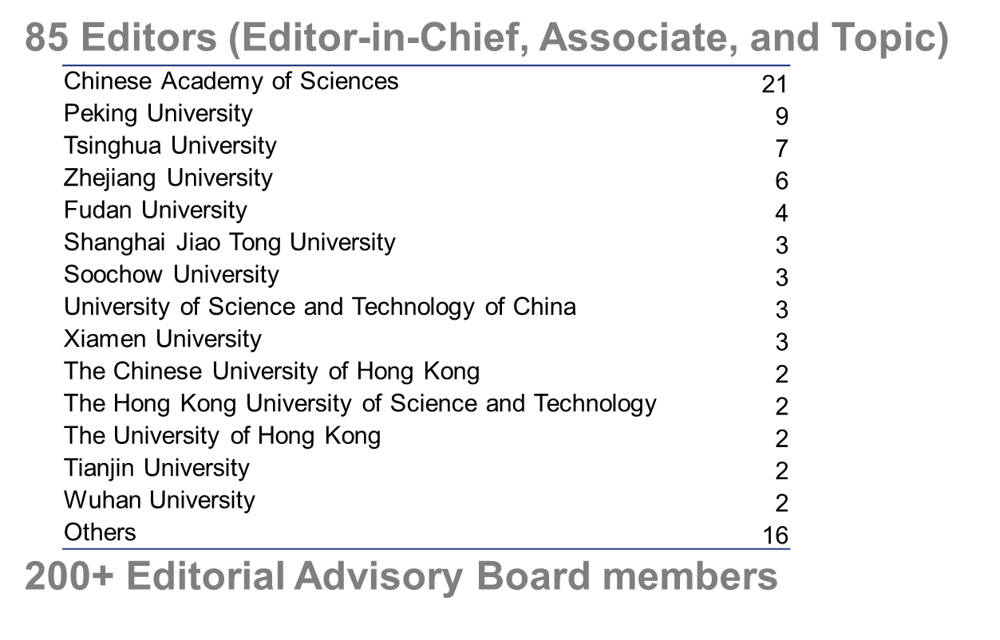 85 Editors (Editor-in-Chief, Associate, and Topic)
Chinese Academy of Sciences 21
Peking University 9
Tsinghua University 7
Zhejiang University 6
Fudan University 4
Shanghai Jiao Tong University 3
Soochow University 3
University of Science and Technology of China 3
Xiamen University 3
The Chinese University of Hong Kong 2
The Hong Kong University of Science and Technology 2
The University of Hong Kong 2
Tianjin University 2
Wuhan University 2
Others 16
200+ Editorial Advisory Board members